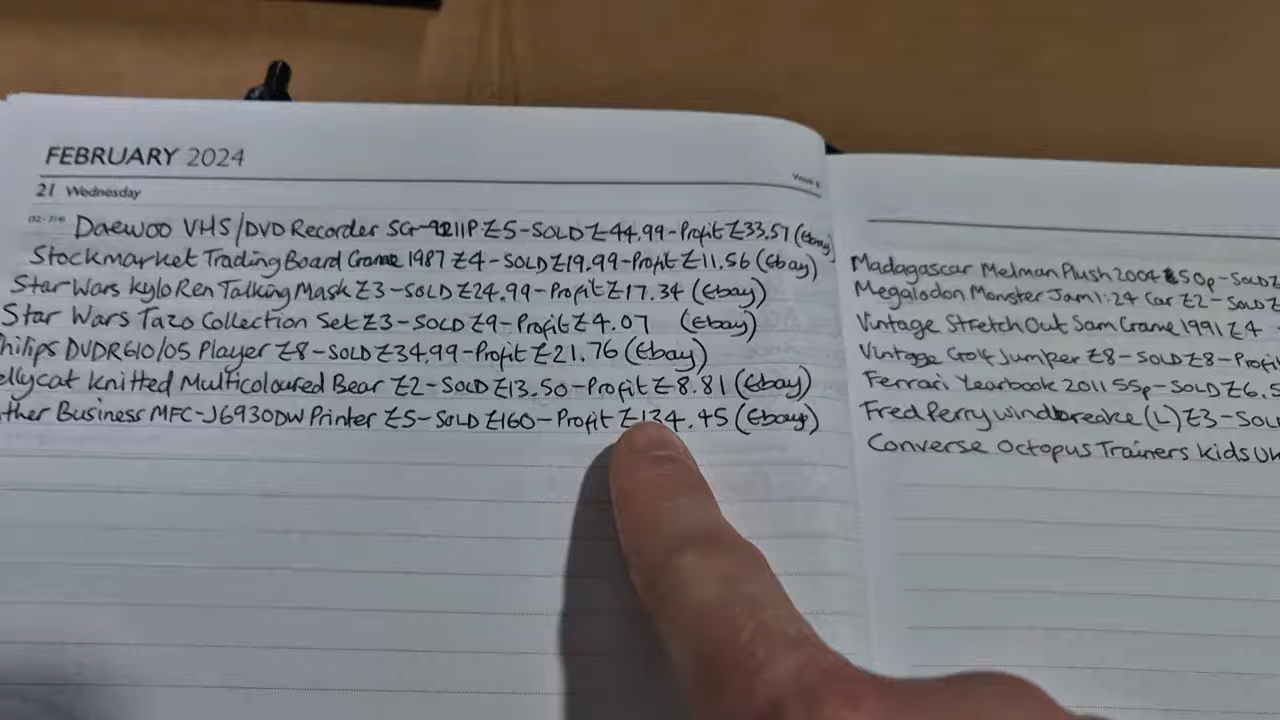 FEBRUARY 2024
21 Wednesday
Daewoo VHS/DVD Recorder SG-9211P £5-SOLD £44.99-Profit £33.57 (Ebay)
Stockmarket Trading Board Game 1987 £4-SOLD £19.99-Profit £11.56 (Ebay)
Star Wars Kylo Ren Talking Mask £3-SOLD £24.99-Profit £17.34 (Ebay)
Star Wars Tazo Collection Set £3-SOLD £9-Profit £4.07 (Ebay)
hilips DVDR610/05 Player £8-SOLD £34.99-Profit £21.76 (Ebay)
ellycat Knitted Multicoloured Bear £2-SOLD £13.50-Profit £8.81 (Ebay)
ther Business MFC-J6930DW Printer £5-SOLD £160-Profit £134.45 (Ebay)
Madagascar Melman Plush 2004 50p-SOLD £
Megalodon Monster Jam 1:24 Car £2-SOLD £
Vintage Stretch Out Sam Game 1991 £4
Vintage Golf Jumper £8-SOLD £8-Profit
Ferrari Yearbook 2011 55p-SOLD £6.5
Fred Perry windbreake (L) £3-SOL
Converse Octopus Trainers Kids UK